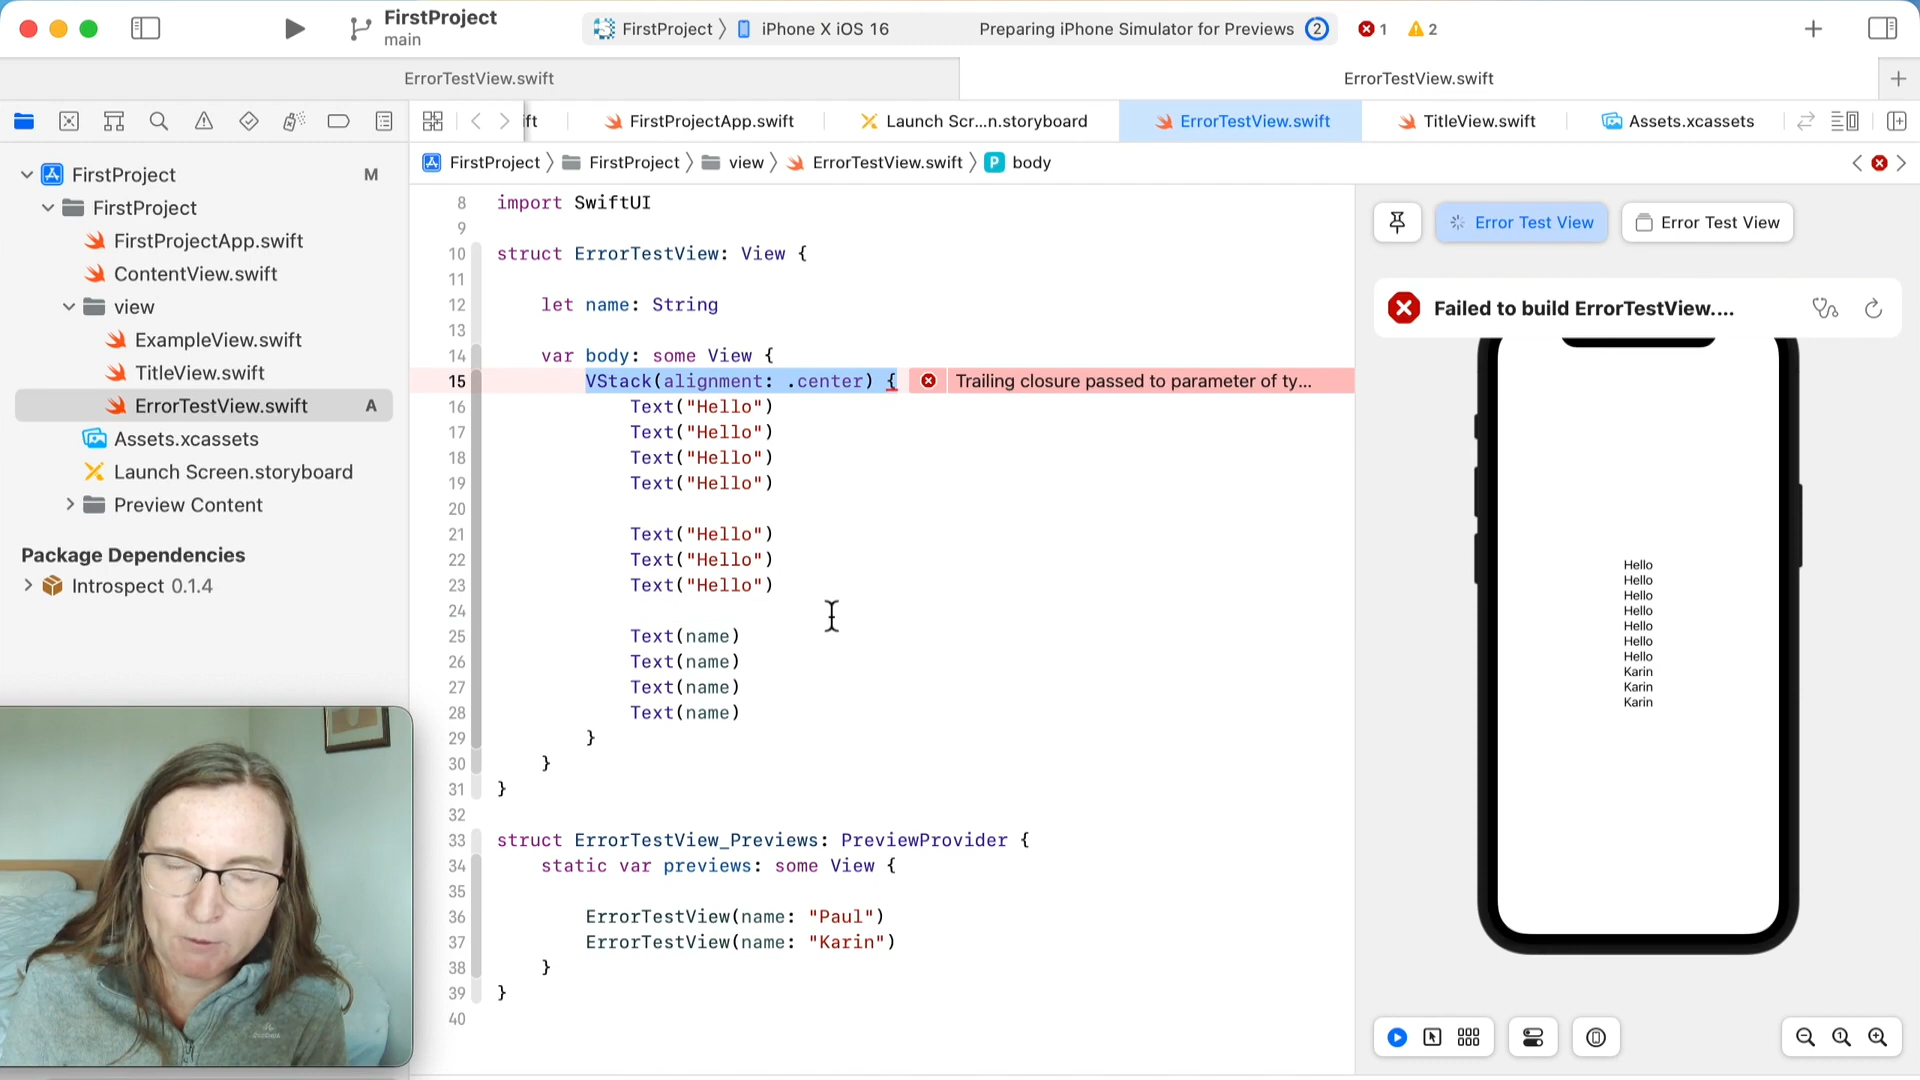 FirstProject
main
FirstProject
iPhone X iOS 16
Preparing iPhone Simulator for Previews
2
1
2
ErrorTestView.swift
ErrorTestView.swift
ift
FirstProjectApp.swift
Launch Scr...n.storyboard
ErrorTestView.swift
TitleView.swift
Assets.xcassets
FirstProject
FirstProject
view
ErrorTestView.swift
P body
FirstProject M
FirstProject
FirstProjectApp.swift
ContentView.swift
view
ExampleView.swift
TitleView.swift
ErrorTestView.swift A
Assets.xcassets
Launch Screen.storyboard
Preview Content
Package Dependencies
Introspect 0.1.4
8 import SwiftUI
9
10 struct ErrorTestView: View {
11
12 let name: String
13
14 var body: some View {
15 VStack(alignment: .center) { Trailing closure passed to parameter of ty...
16 Text("Hello")
17 Text("Hello")
18 Text("Hello")
19 Text("Hello")
20
21 Text("Hello")
22 Text("Hello")
23 Text("Hello")
24
25 Text(name)
26 Text(name)
27 Text(name)
28 Text(name)
29 }
30 }
31 }
32
33 struct ErrorTestView_Previews: PreviewProvider {
34 static var previews: some View {
35
36 ErrorTestView(name: "Paul")
37 ErrorTestView(name: "Karin")
38 }
39 }
40
Error Test View
Error Test View
Failed to build ErrorTestView....
Hello
Hello
Hello
Hello
Hello
Hello
Hello
Karin
Karin
Karin